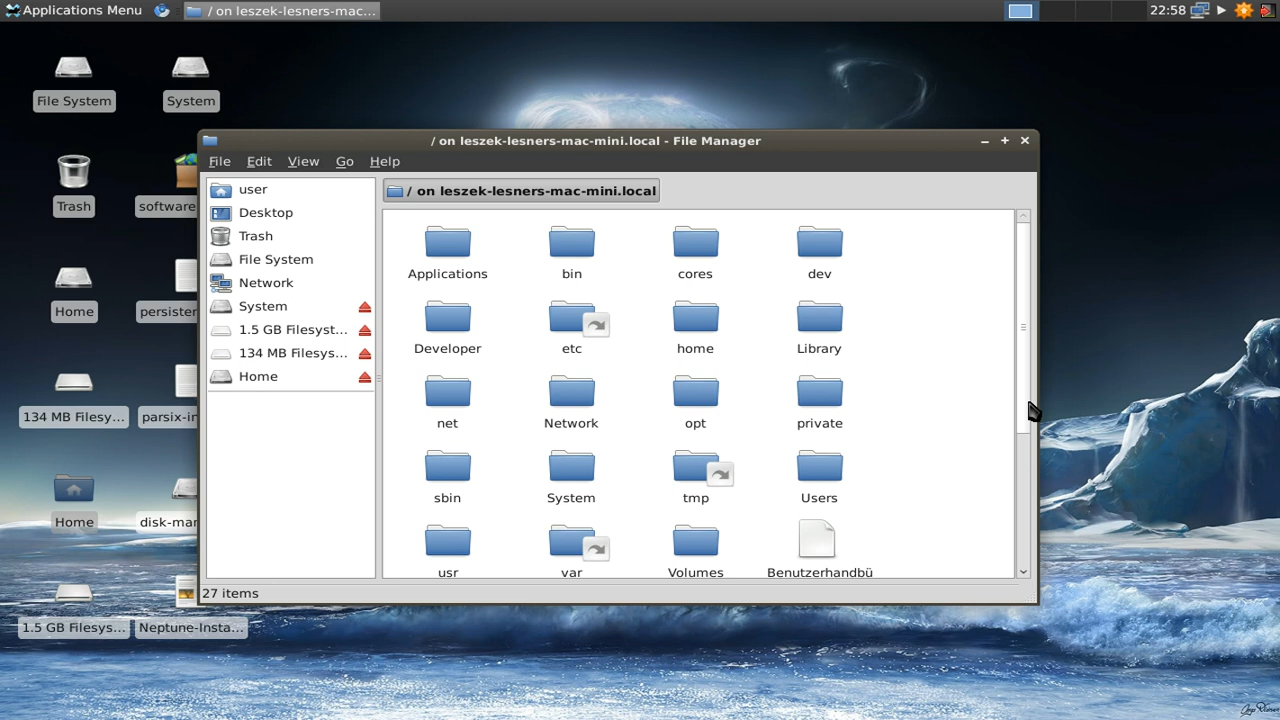 Applications Menu
/ on leszek-lesners-mac...
22:58
File System
System
Trash
software
Home
persisten
134 MB Filesy...
parsix-in
Home
disk-man
1.5 GB Filesys...
Neptune-Insta...
/ on leszek-lesners-mac-mini.local - File Manager
File Edit View Go Help
user
Desktop
Trash
File System
Network
System
1.5 GB Filesyst...
134 MB Filesys...
Home
/ on leszek-lesners-mac-mini.local
Applications bin cores dev
Developer etc home Library
net Network opt private
sbin System tmp Users
usr var Volumes Benutzerhandbü
27 items